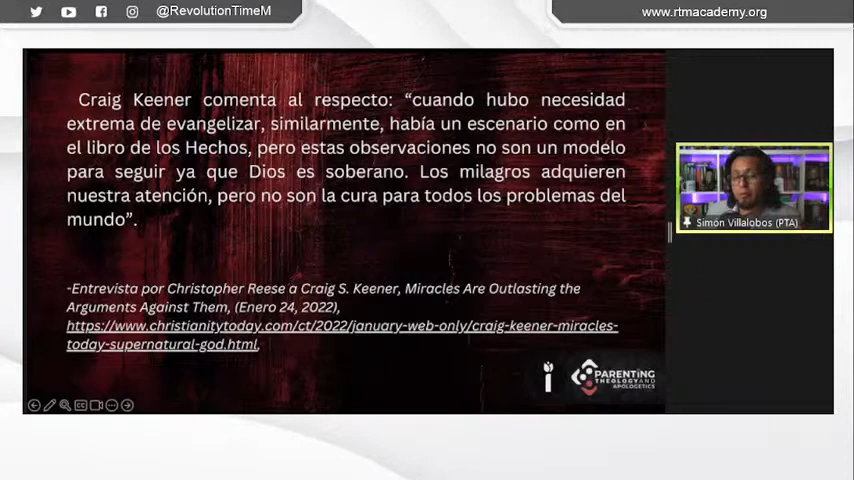 @RevolutionTimeM
www.rtmacademy.org
Craig Keener comenta al respecto: “cuando hubo necesidad
extrema de evangelizar, similarmente, había un escenario como en
el libro de los Hechos, pero estas observaciones no son un modelo
para seguir ya que Dios es soberano. Los milagros adquieren
nuestra atención, pero no son la cura para todos los problemas del
mundo”.
-Entrevista por Christopher Reese a Craig S. Keener, Miracles Are Outlasting the
Arguments Against Them, (Enero 24, 2022),
https://www.christianitytoday.com/ct/2022/january-web-only/craig-keener-miracles-
today-supernatural-god.html,
Simón Villalobos (PTA)
PARENTING
THEOLOGY AND
APOLOGETICS
CC